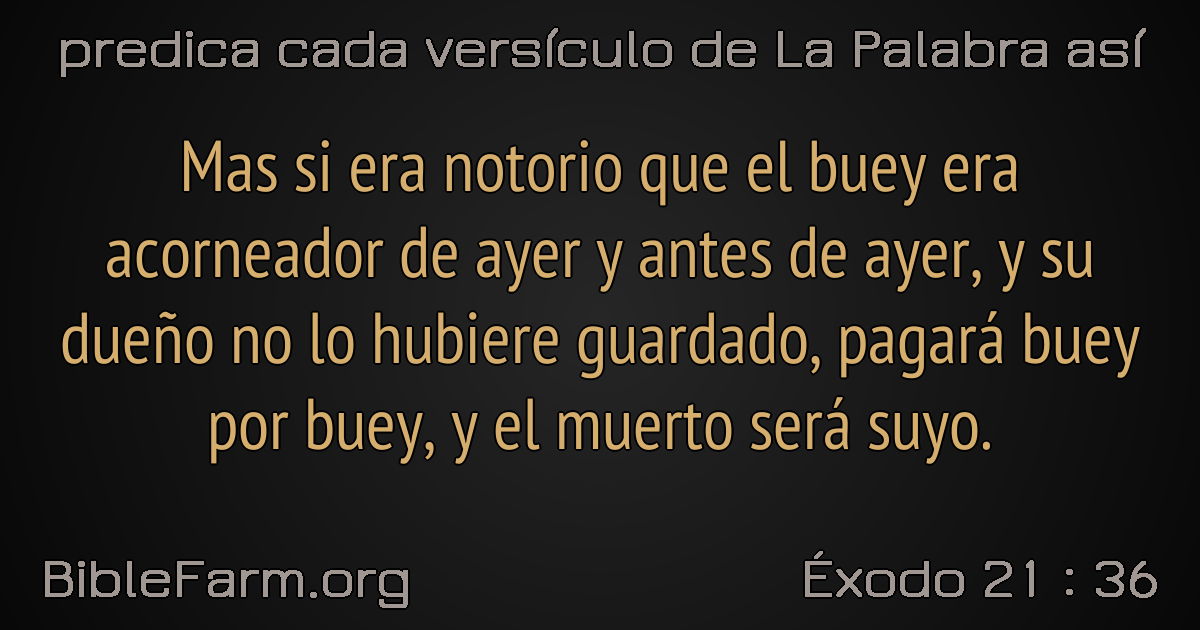 predica cada versículo de La Palabra así
Mas si era notorio que el buey era
acorneador de ayer y antes de ayer, y su
dueño no lo hubiere guardado, pagará buey
por buey, y el muerto será suyo.
BibleFarm.org
Éxodo 21 : 36